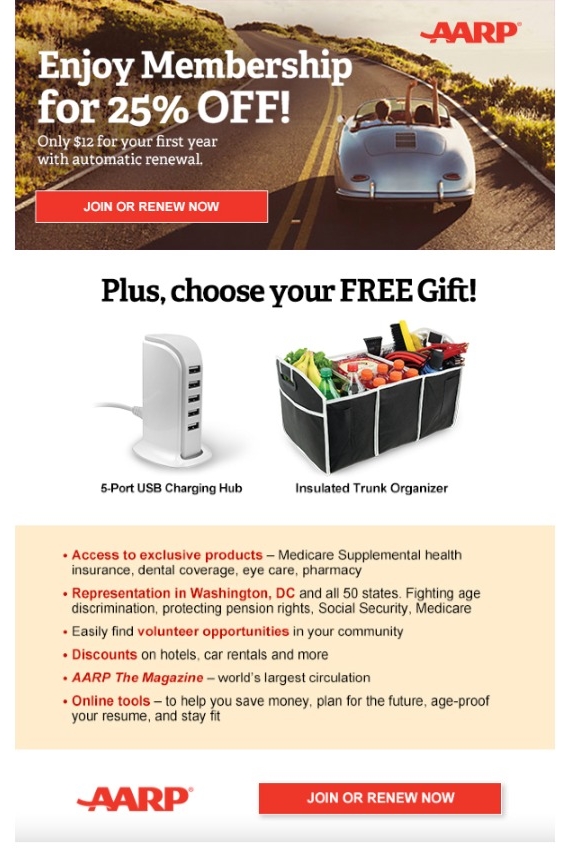 AARP®
Enjoy Membership
for 25% OFF!
Only $12 for your first year
with automatic renewal.
JOIN OR RENEW NOW
Plus, choose your FREE Gift!
5-Port USB Charging Hub
Insulated Trunk Organizer
• Access to exclusive products – Medicare Supplemental health
insurance, dental coverage, eye care, pharmacy
• Representation in Washington, DC and all 50 states. Fighting age
discrimination, protecting pension rights, Social Security, Medicare
• Easily find volunteer opportunities in your community
• Discounts on hotels, car rentals and more
• AARP The Magazine – world's largest circulation
• Online tools – to help you save money, plan for the future, age-proof
your resume, and stay fit
AARP®
JOIN OR RENEW NOW